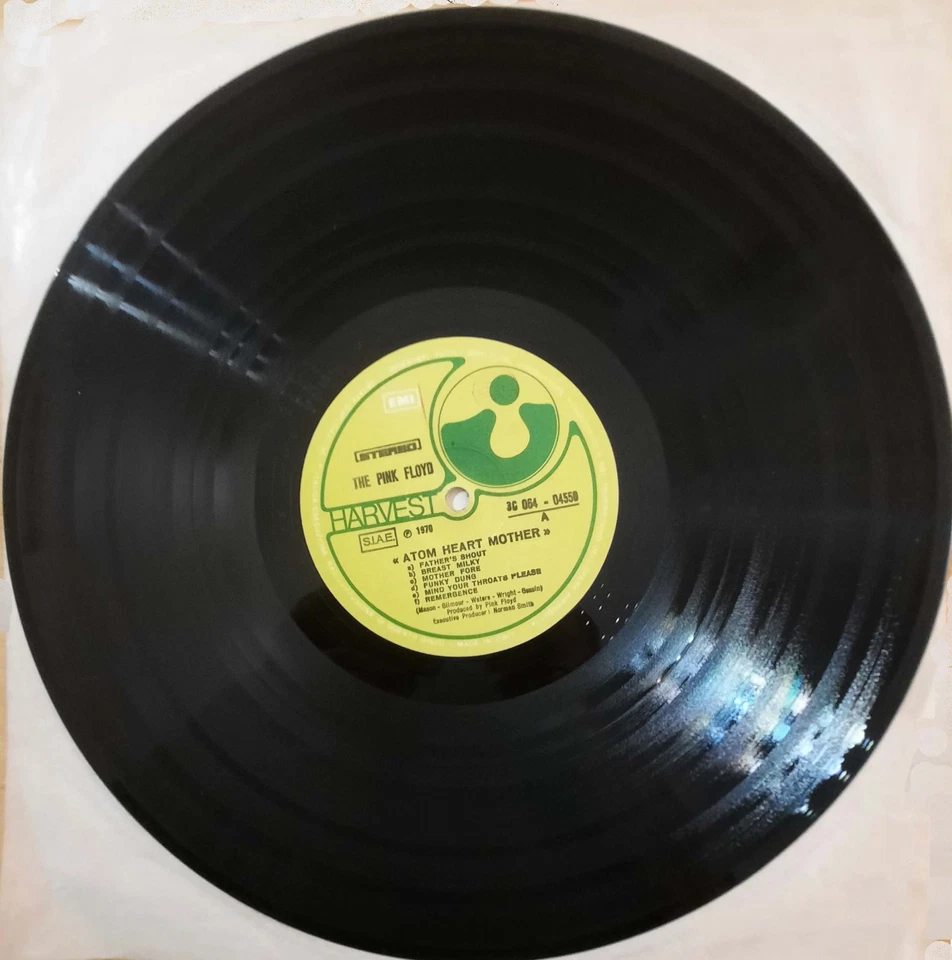 EMI
STEREO
THE PINK FLOYD
HARVEST
3C 064 - 04550
A
S.I.A.E.
℗ 1970
« ATOM HEART MOTHER »
a) FATHER'S SHOUT
b) BREAST MILKY
c) MOTHER FORE
d) FUNKY DUNG
e) MIND YOUR THROATS PLEASE
f) REMERGENCE
(Mason - Gilmour - Waters - Wright - Geesin)
Produced by Pink Floyd
Executive Producer : Norman Smith